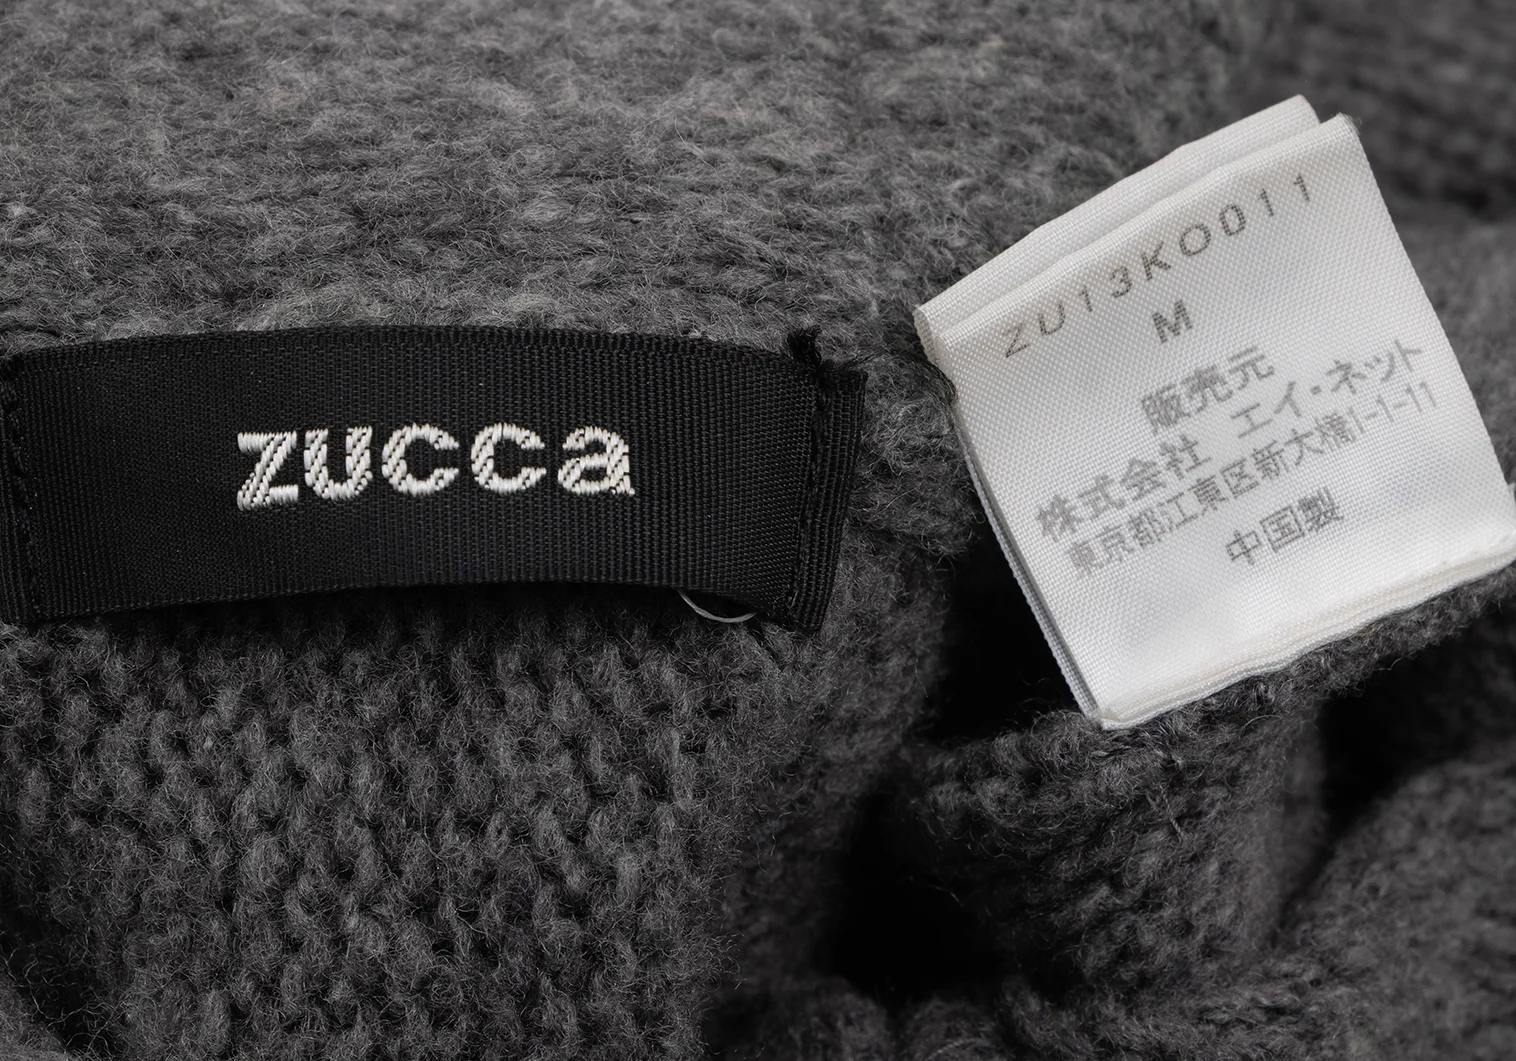 zucca
ZU13KO011
M
販売元
株式会社 エイ・ネット
東京都江東区新大橋1-1-11
中国製